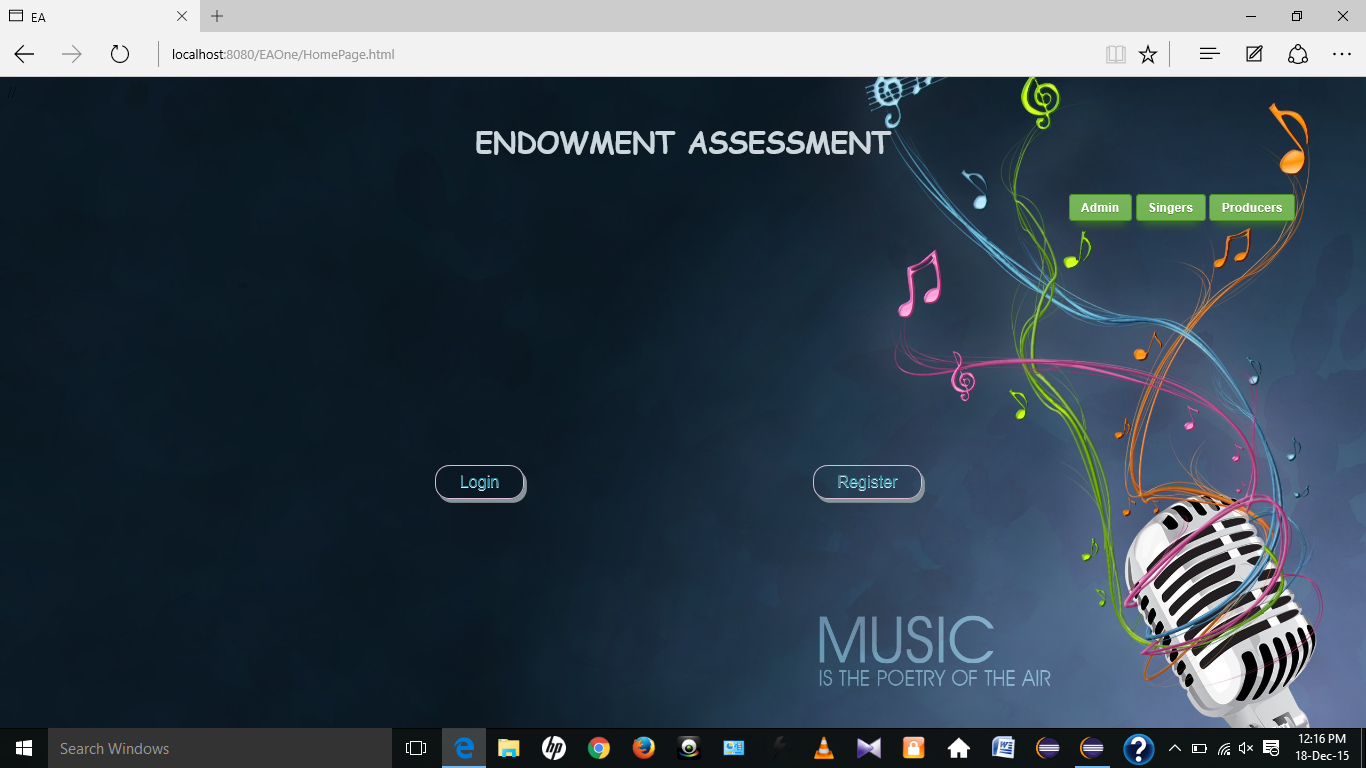 EA
localhost:8080/EAOne/HomePage.html
//
ENDOWMENT ASSESSMENT
Admin Singers Producers
Login Register
MUSIC
IS THE POETRY OF THE AIR
Search Windows
hp
12:16 PM
18-Dec-15